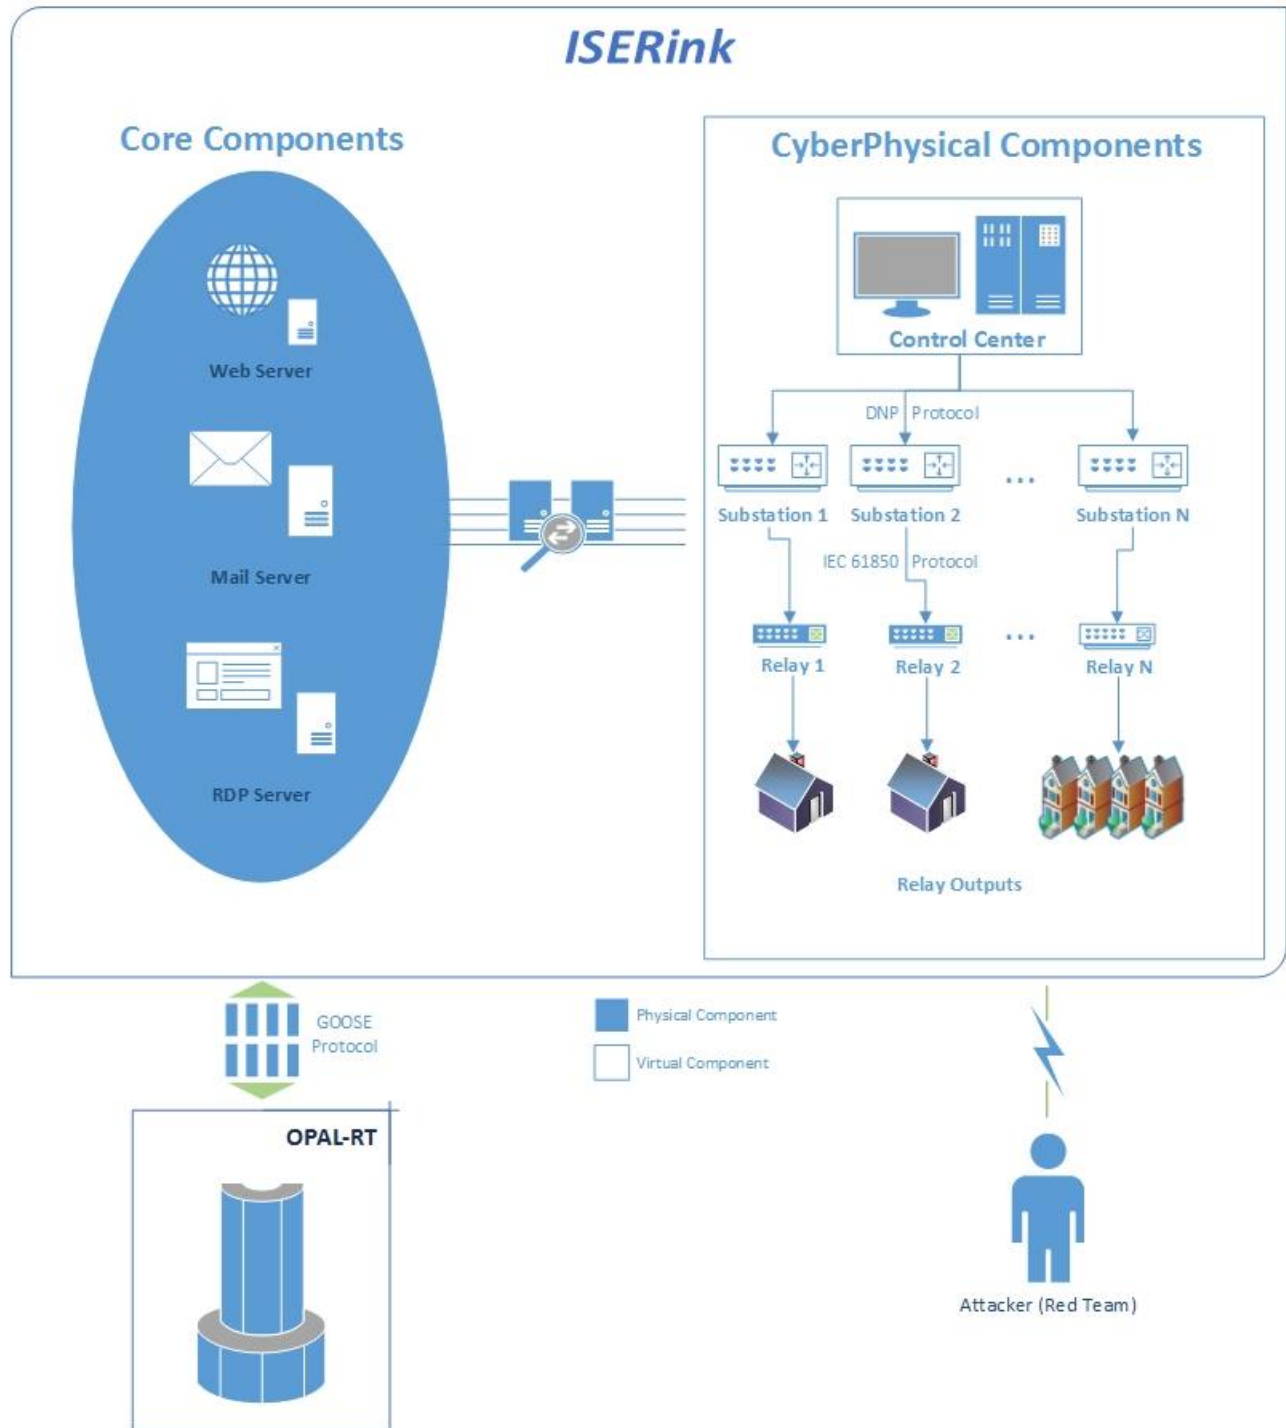 ISERink
Core Components
CyberPhysical Components
Web Server
Mail Server
RDP Server
Control Center
DNP Protocol
Substation 1
Substation 2
...
Substation N
IEC 61850 Protocol
Relay 1
Relay 2
...
Relay N
Relay Outputs
GOOSE
Protocol
Physical Component
Virtual Component
OPAL-RT
Attacker (Red Team)